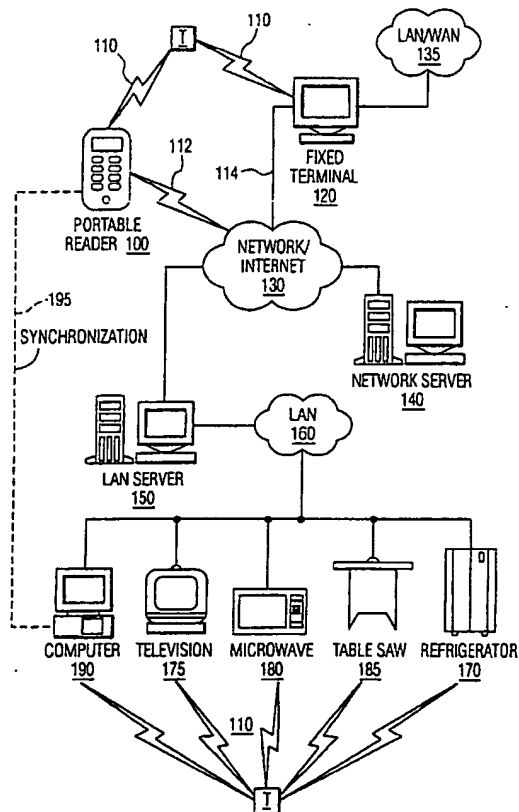 110
I
110
LAN/WAN
135
112
114
FIXED
TERMINAL
120
PORTABLE
READER 100
NETWORK/
INTERNET
130
195
SYNCHRONIZATION
NETWORK SERVER
140
LAN
160
LAN SERVER
150
COMPUTER
190
TELEVISION
175
MICROWAVE
180
TABLE SAW
185
REFRIGERATOR
170
110
I